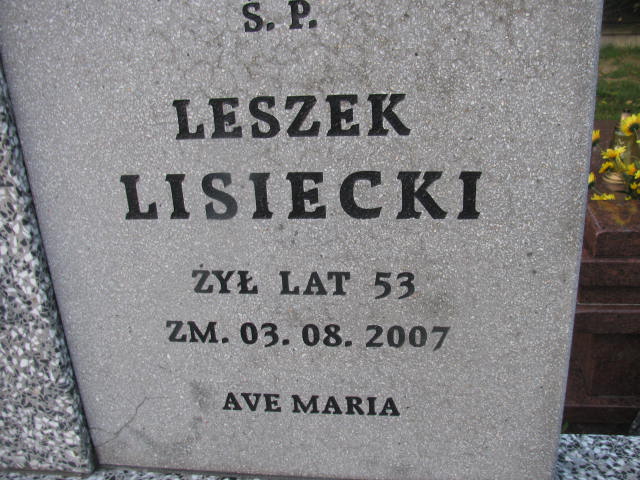 Ś. P.
LESZEK
LISIECKI
ŻYŁ LAT 53
ZM. 03. 08. 2007
AVE MARIA